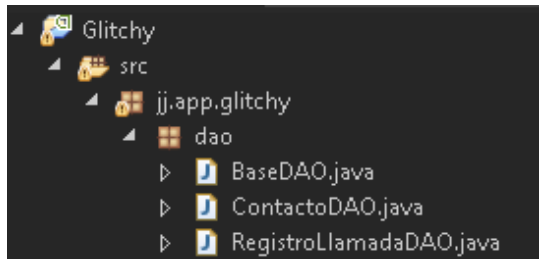 Glitchy
src
jj.app.glitchy
dao
BaseDAO.java
ContactoDAO.java
RegistroLlamadaDAO.java